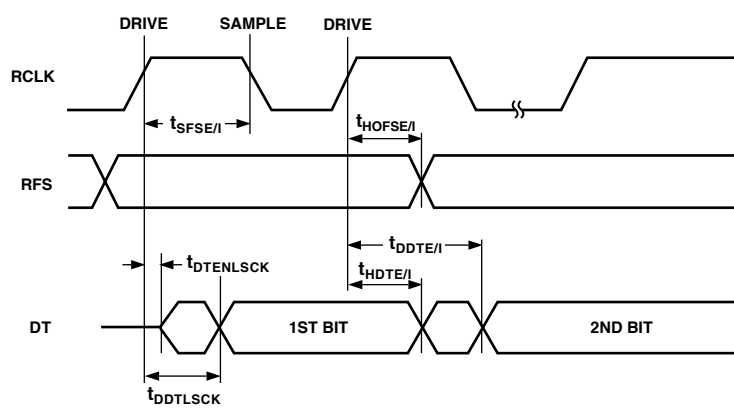 DRIVE SAMPLE DRIVE
RCLK
tSFSE/I
tHOFSE/I
RFS
tDDTE/I
tDTENLSCK
tHDTE/I
DT
1ST BIT
2ND BIT
tDDTLSCK